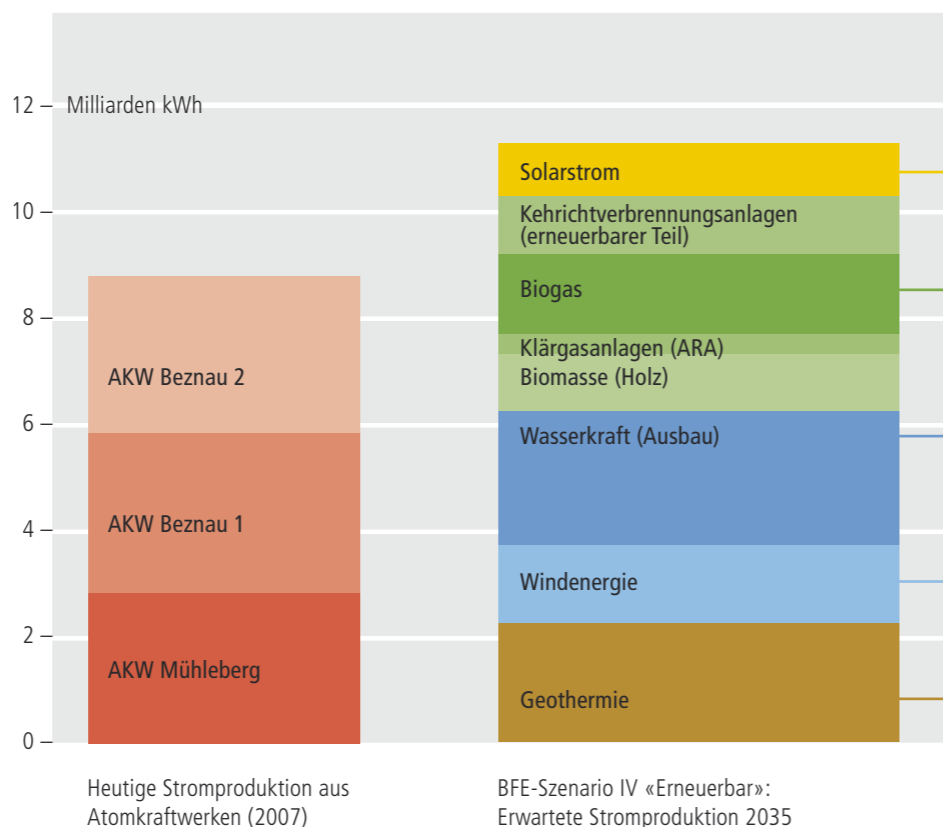 12 – Milliarden kWh
10 –
8 –
6 –
4 –
2 –
0 –
AKW Beznau 2
AKW Beznau 1
AKW Mühleberg
Solarstrom
Kehrichtverbrennungsanlagen
(erneuerbarer Teil)
Biogas
Klärgasanlagen (ARA)
Biomasse (Holz)
Wasserkraft (Ausbau)
Windenergie
Geothermie
Heutige Stromproduktion aus
Atomkraftwerken (2007)
BFE-Szenario IV «Erneuerbar»:
Erwartete Stromproduktion 2035